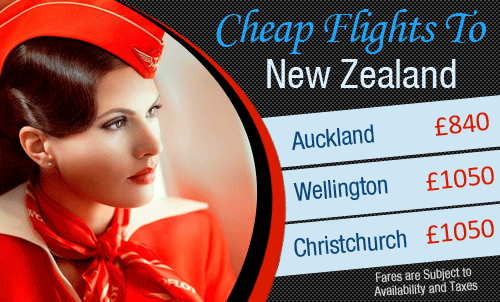 Cheap Flights To
New Zealand
Auckland £840
Wellington £1050
Christchurch £1050
Fares are Subject to
Availability and Taxes